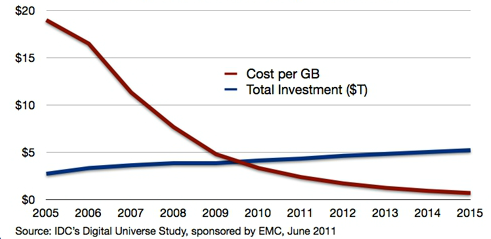 $20
$15
Cost per GB
Total Investment ($T)
$10
$5
$0
2005 2006 2007 2008 2009 2010 2011 2012 2013 2014 2015
Source: IDC's Digital Universe Study, sponsored by EMC, June 2011